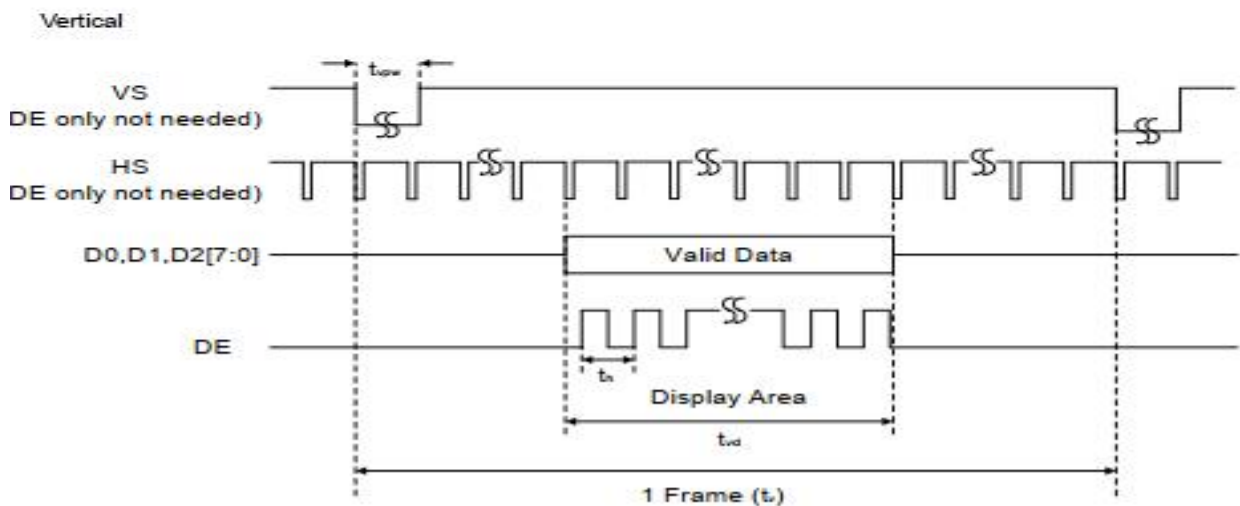 Vertical
tvpw
VS
DE only not needed)
HS
DE only not needed)
D0,D1,D2[7:0]
Valid Data
DE
th
Display Area
tvd
1 Frame (tv)